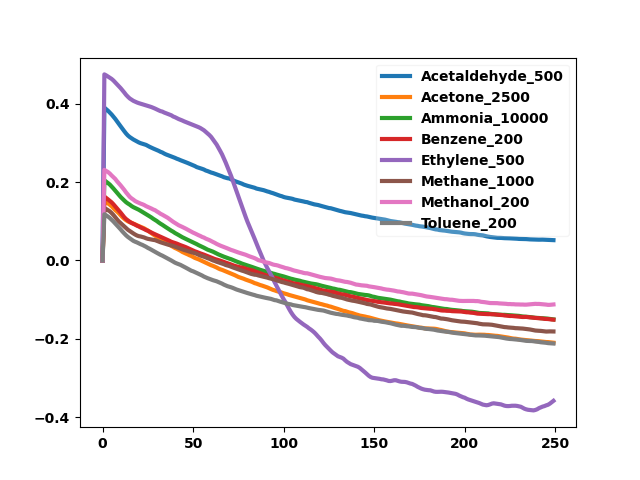 Acetaldehyde_500
Acetone_2500
Ammonia_10000
Benzene_200
Ethylene_500
Methane_1000
Methanol_200
Toluene_200
0.4
0.2
0.0
−0.2
−0.4
0 50 100 150 200 250